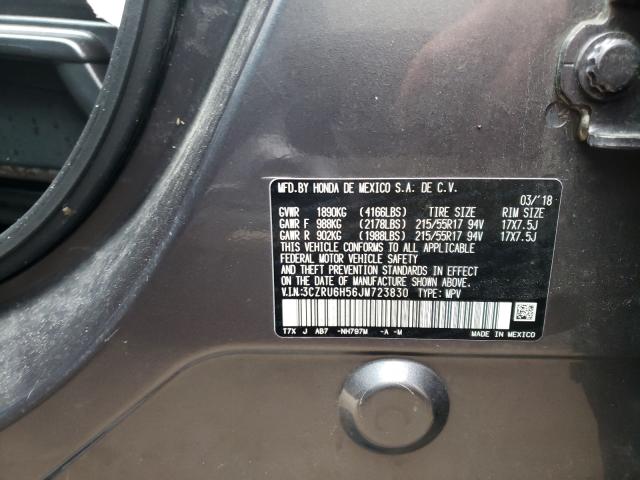 MFD.BY HONDA DE MEXICO S.A. DE C.V. 03/'18
GVWR 1890KG (4166LBS) TIRE SIZE RIM SIZE
GAWR F 988KG (2178LBS) 215/55R17 94V 17X7.5J
GAWR R 902KG (1988LBS) 215/55R17 94V 17X7.5J
THIS VEHICLE CONFORMS TO ALL APPLICABLE
FEDERAL MOTOR VEHICLE SAFETY
AND THEFT PREVENTION STANDARDS IN EFFECT
ON THE DATE OF MANUFACTURE SHOWN ABOVE.
V.I.N:3CZRU6H56JM723830 TYPE: MPV
T7X J AB7 -NH797M -A -M MADE IN MEXICO